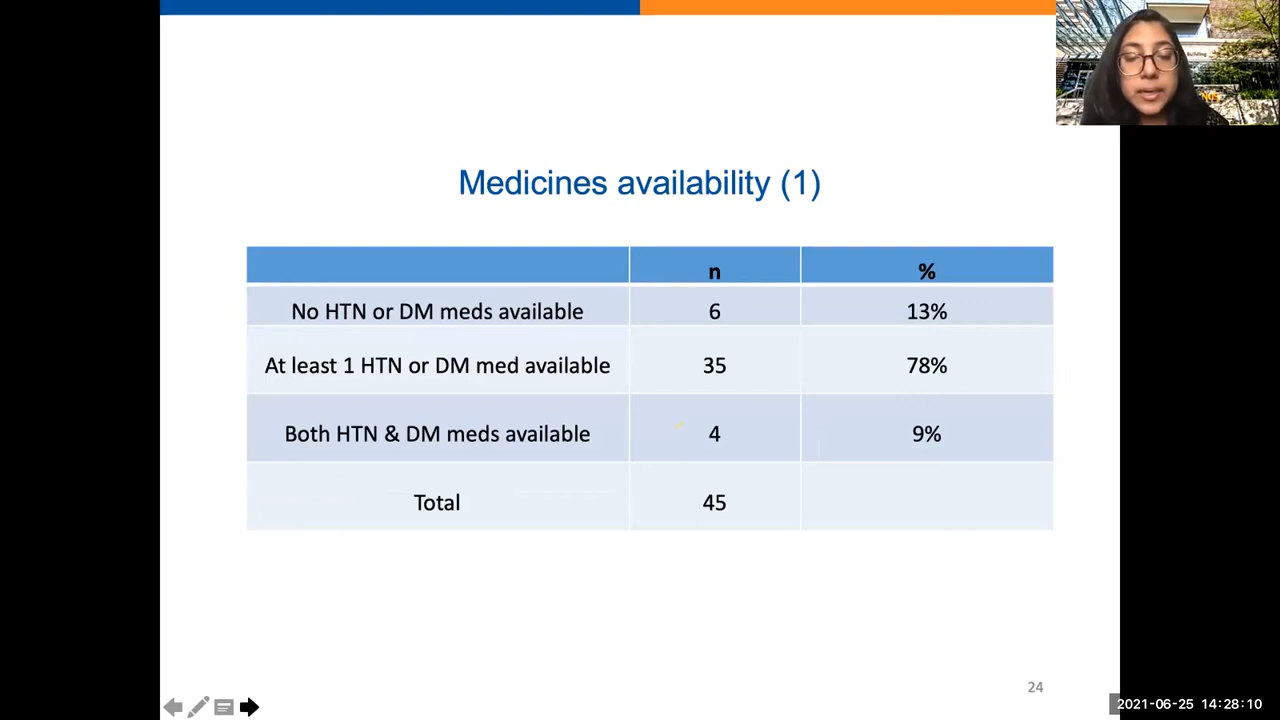 Medicines availability (1)
n %
No HTN or DM meds available 6 13%
At least 1 HTN or DM med available 35 78%
Both HTN & DM meds available 4 9%
Total 45
24
2021-06-25 14:28:10